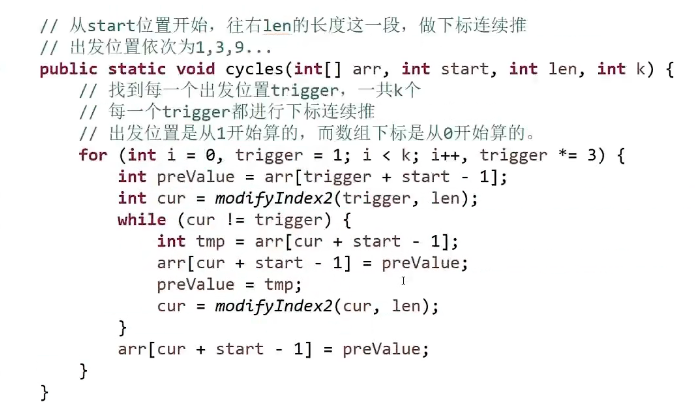 // 从start位置开始，往右len的长度这一段，做下标连续推
// 出发位置依次为1,3,9...
public static void cycles(int[] arr, int start, int len, int k) {
// 找到每一个出发位置trigger，一共k个
// 每一个trigger都进行下标连续推
// 出发位置是从1开始算的，而数组下标是从0开始算的。
for (int i = 0, trigger = 1; i < k; i++, trigger *= 3) {
int preValue = arr[trigger + start - 1];
int cur = modifyIndex2(trigger, len);
while (cur != trigger) {
int tmp = arr[cur + start - 1];
arr[cur + start - 1] = preValue;
preValue = tmp;
cur = modifyIndex2(cur, len);
}
arr[cur + start - 1] = preValue;
}
}